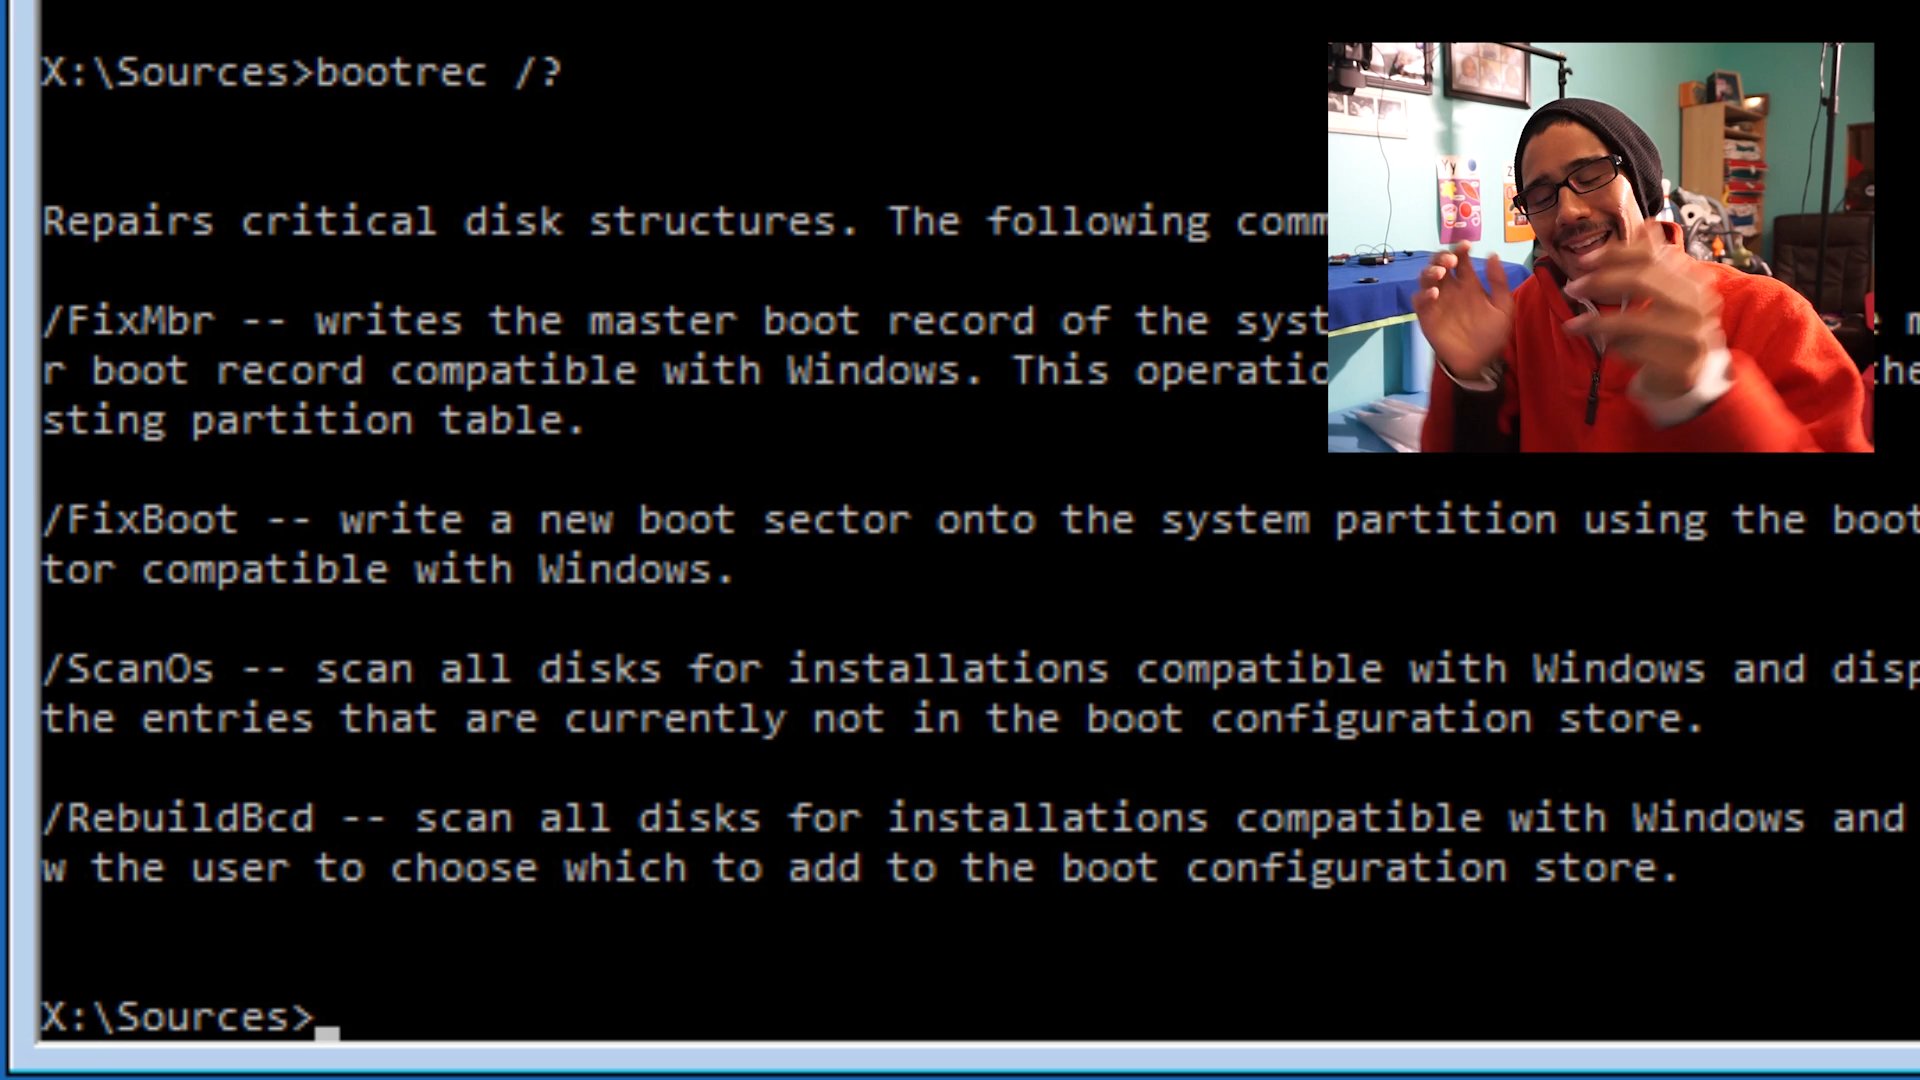 X:\Sources>bootrec /?
Repairs critical disk structures. The following
/FixMbr -- writes the master boot record of the
r boot record compatible with Windows. This
sting partition table.
/FixBoot -- write a new boot sector onto the system partition using the boot
tor compatible with Windows.
/ScanOs -- scan all disks for installations compatible with Windows and
the entries that are currently not in the boot configuration store.
/RebuildBcd -- scan all disks for installations compatible with Windows and
w the user to choose which to add to the boot configuration store.
X:\Sources>
Yy